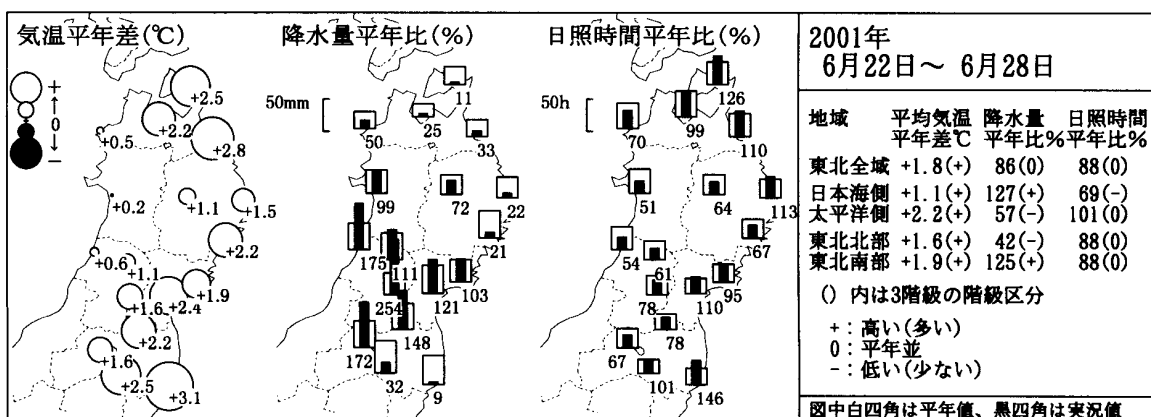 気温平年差(℃)
+
↑
0
↓
−
+2.5
+2.2
+0.5
+2.8
+0.2
+1.1
+1.5
+2.2
+0.6
+1.1
+1.9
+1.6
+2.4
+2.2
+1.6
+2.5
+3.1
降水量平年比(%)
50mm
11
25
50
33
99
72
22
21
175
111
103
121
254
148
172
32
9
日照時間平年比(%)
50h
126
99
70
110
51
64
113
67
54
61
95
78
110
78
67
101
146
2001年
6月22日～ 6月28日
地域 平均気温 降水量 日照時間
平年差℃ 平年比% 平年比%
東北全域 +1.8(+) 86(0) 88(0)
日本海側 +1.1(+) 127(+) 69(-)
太平洋側 +2.2(+) 57(-) 101(0)
東北北部 +1.6(+) 42(-) 88(0)
東北南部 +1.9(+) 125(+) 88(0)
() 内は3階級の階級区分
+ : 高い(多い)
0 : 平年並
- : 低い(少ない)
図中白四角は平年値、黒四角は実況値